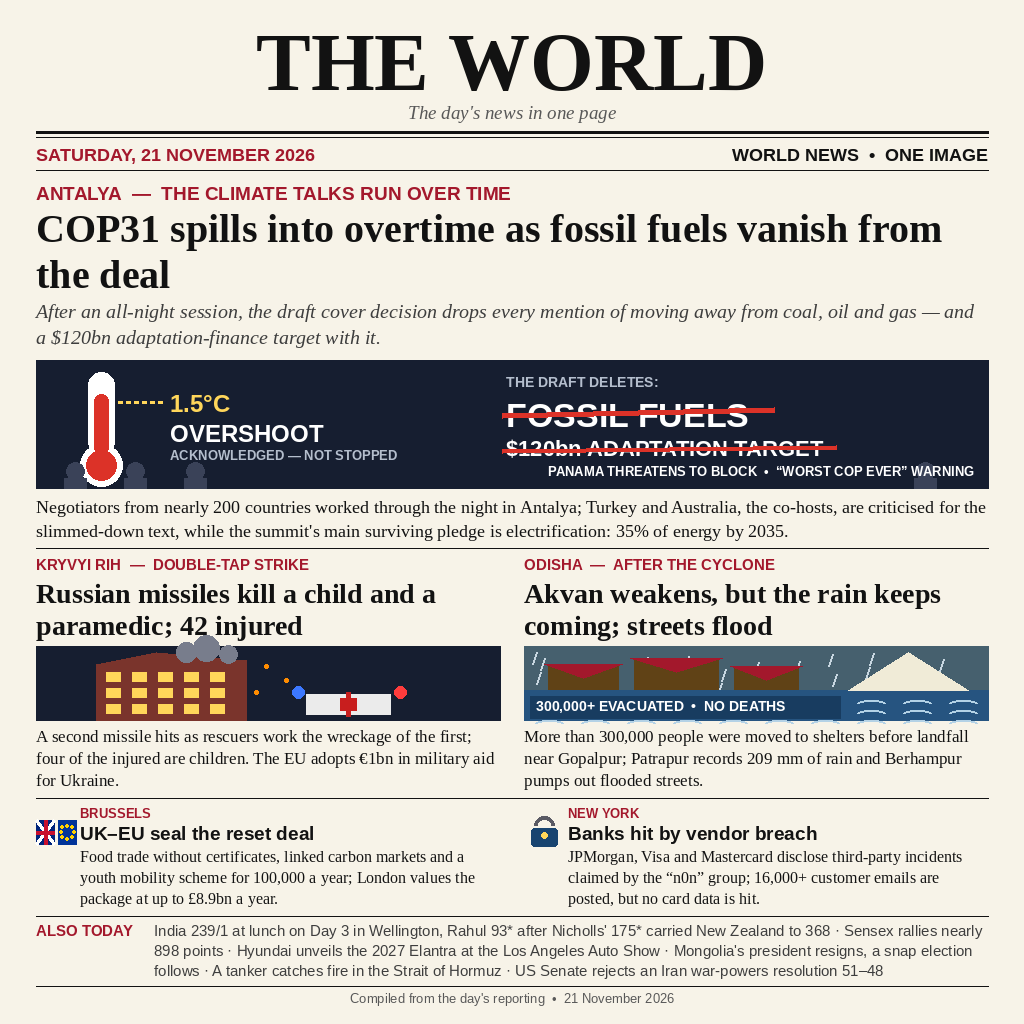 THE WORLD
The day's news in one page
SATURDAY, 21 NOVEMBER 2026
WORLD NEWS • ONE IMAGE
ANTALYA — THE CLIMATE TALKS RUN OVER TIME
COP31 spills into overtime as fossil fuels vanish from
the deal
After an all-night session, the draft cover decision drops every mention of moving away from coal, oil and gas — and
a $120bn adaptation-finance target with it.
1.5°C
OVERSHOOT
ACKNOWLEDGED — NOT STOPPED
THE DRAFT DELETES:
FOSSIL FUELS
$120bn ADAPTATION TARGET
PANAMA THREATENS TO BLOCK • “WORST COP EVER” WARNING
Negotiators from nearly 200 countries worked through the night in Antalya; Turkey and Australia, the co-hosts, are criticised for the
slimmed-down text, while the summit's main surviving pledge is electrification: 35% of energy by 2035.
KRYVYI RIH — DOUBLE-TAP STRIKE
Russian missiles kill a child and a
paramedic; 42 injured
A second missile hits as rescuers work the wreckage of the first;
four of the injured are children. The EU adopts €1bn in military aid
for Ukraine.
ODISHA — AFTER THE CYCLONE
Akvan weakens, but the rain keeps
coming; streets flood
300,000+ EVACUATED • NO DEATHS
More than 300,000 people were moved to shelters before landfall
near Gopalpur; Patrapur records 209 mm of rain and Berhampur
pumps out flooded streets.
BRUSSELS
UK–EU seal the reset deal
Food trade without certificates, linked carbon markets and a
youth mobility scheme for 100,000 a year; London values the
package at up to £8.9bn a year.
NEW YORK
Banks hit by vendor breach
JPMorgan, Visa and Mastercard disclose third-party incidents
claimed by the “n0n” group; 16,000+ customer emails are
posted, but no card data is hit.
ALSO TODAY
India 239/1 at lunch on Day 3 in Wellington, Rahul 93* after Nicholls' 175* carried New Zealand to 368 · Sensex rallies nearly
898 points · Hyundai unveils the 2027 Elantra at the Los Angeles Auto Show · Mongolia's president resigns, a snap election
follows · A tanker catches fire in the Strait of Hormuz · US Senate rejects an Iran war-powers resolution 51–48
Compiled from the day's reporting • 21 November 2026